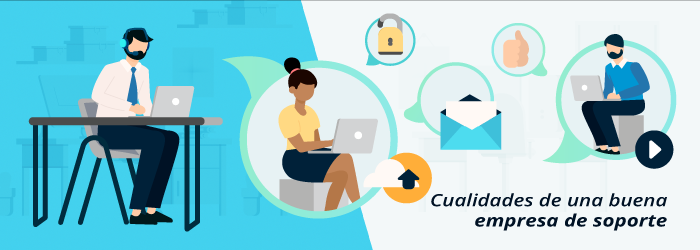 Cualidades de una buena
empresa de soporte